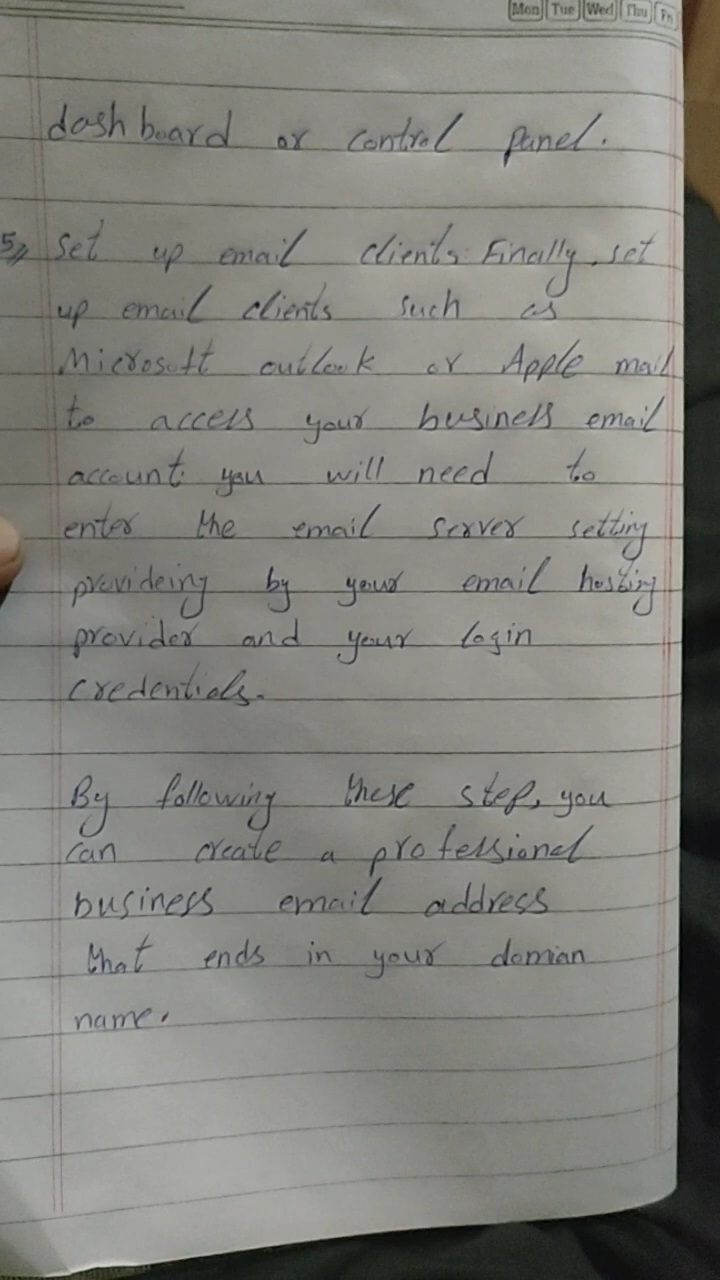 Mon Tue Wed Thu Fri
dashboard or control panel.
5 Set up email clients: Finally, set
up email clients such as
Microsoft outlook or Apple mail
to access your business email
account. you will need to
enter the email server setting
provideing by your email hosting
provider and your login
credentials.
By following these step, you
can create a professional
business email address
that ends in your domian
name.